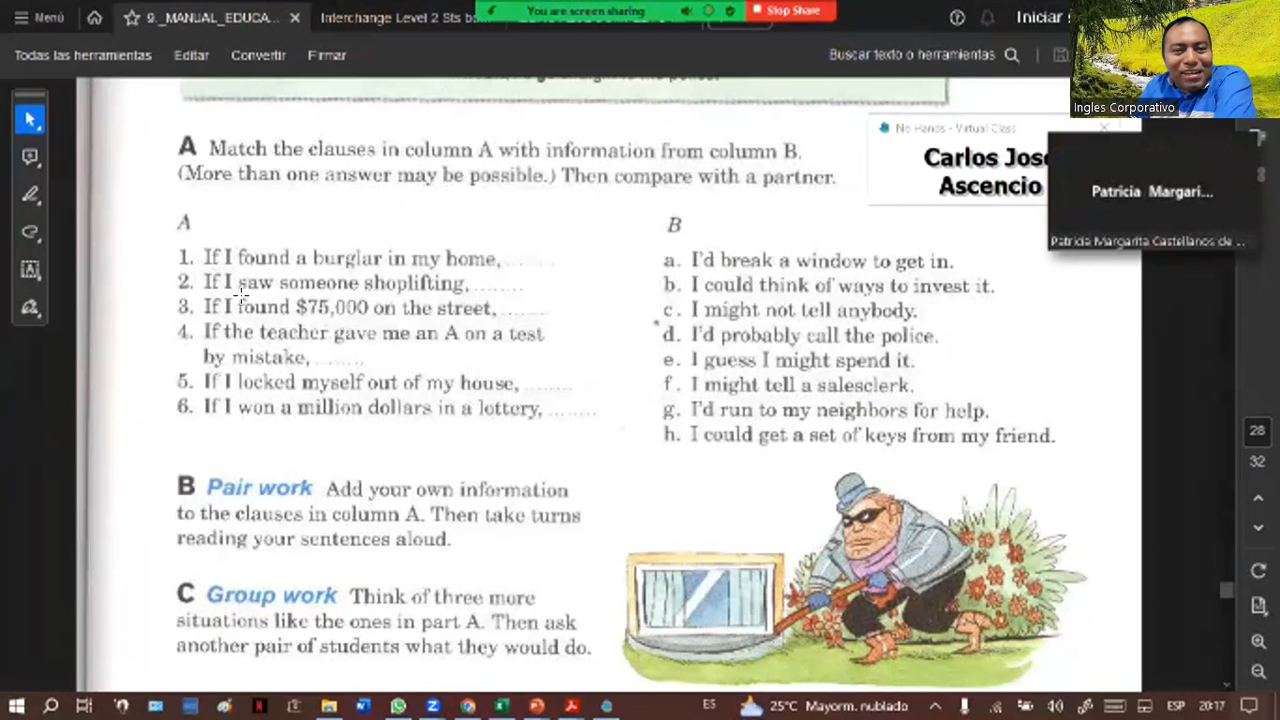 Menú
9._MANUAL_EDUCA...
Interchange Level 2 Sts bo
You are screen sharing
Stop Share
Iniciar s
Todas las herramientas
Editar
Convertir
Firmar
Buscar texto o herramientas
Ingles Corporativo
No Hands - Virtual Class
Carlos Jose
Ascencio
Patricia Margari...
Patricia Margarita Castellanos de ...
A Match the clauses in column A with information from column B.
(More than one answer may be possible.) Then compare with a partner.
A
1. If I found a burglar in my home, ........
2. If I saw someone shoplifting, ........
3. If I found $75,000 on the street, ........
4. If the teacher gave me an A on a test
by mistake, ........
5. If I locked myself out of my house, ........
6. If I won a million dollars in a lottery, ........
B
a. I'd break a window to get in.
b. I could think of ways to invest it.
c. I might not tell anybody.
d. I'd probably call the police.
e. I guess I might spend it.
f. I might tell a salesclerk.
g. I'd run to my neighbors for help.
h. I could get a set of keys from my friend.
B Pair work Add your own information
to the clauses in column A. Then take turns
reading your sentences aloud.
C Group work Think of three more
situations like the ones in part A. Then ask
another pair of students what they would do.
28
32
ES
25°C Mayorm. nublado
ESP
20:17